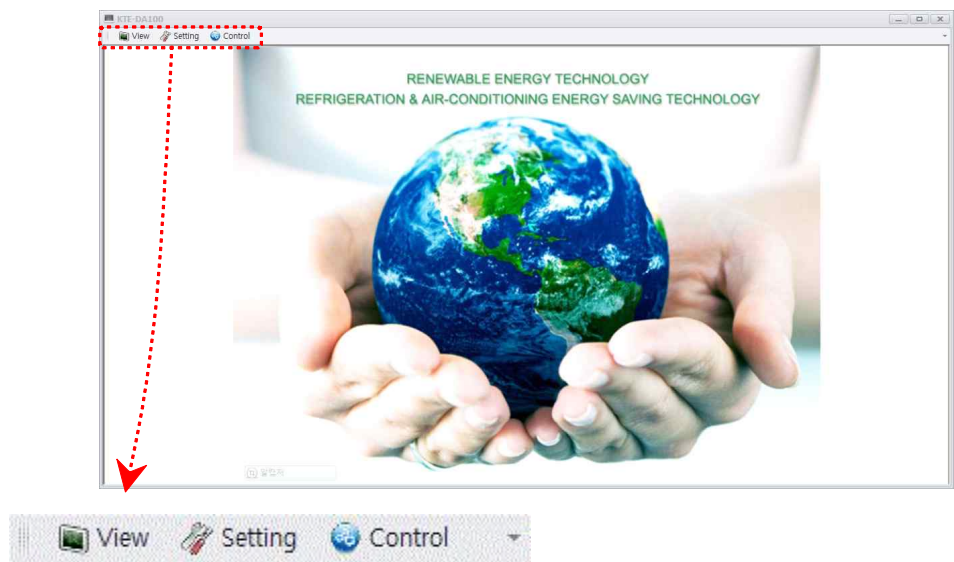 KTE-DA100
View Setting Control
RENEWABLE ENERGY TECHNOLOGY
REFRIGERATION & AIR-CONDITIONING ENERGY SAVING TECHNOLOGY
View Setting Control